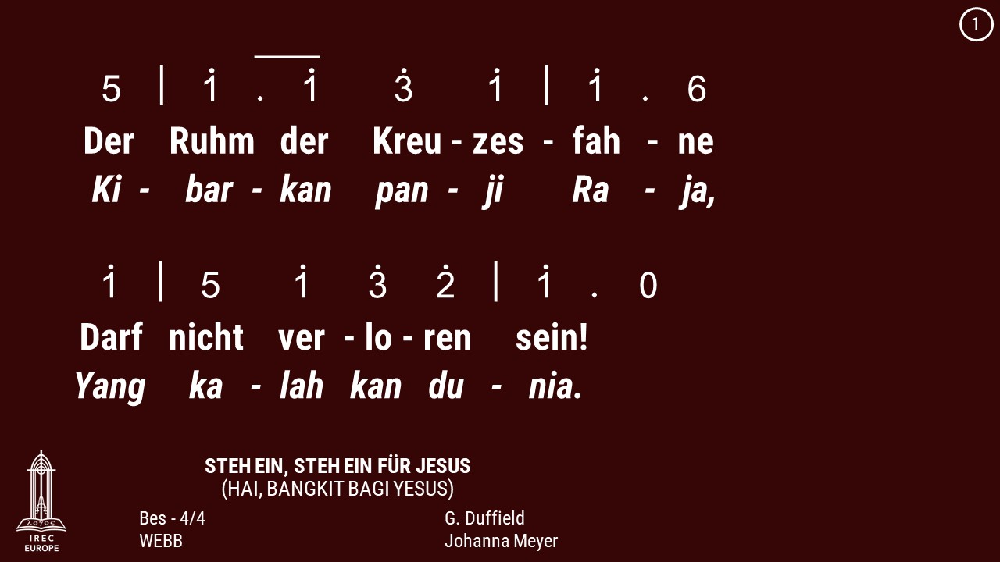 1
5 | 1̇ . 1̇ 3̇ 1̇ | 1̇ . 6
Der Ruhm der Kreu - zes - fah - ne
Ki - bar - kan pan - ji Ra - ja,
1̇ | 5 1̇ 3̇ 2̇ | 1̇ . 0
Darf nicht ver - lo - ren sein!
Yang ka - lah kan du - nia.
STEH EIN, STEH EIN FÜR JESUS
(HAI, BANGKIT BAGI YESUS)
Bes - 4/4 G. Duffield
WEBB Johanna Meyer
λογος
IREC
EUROPE